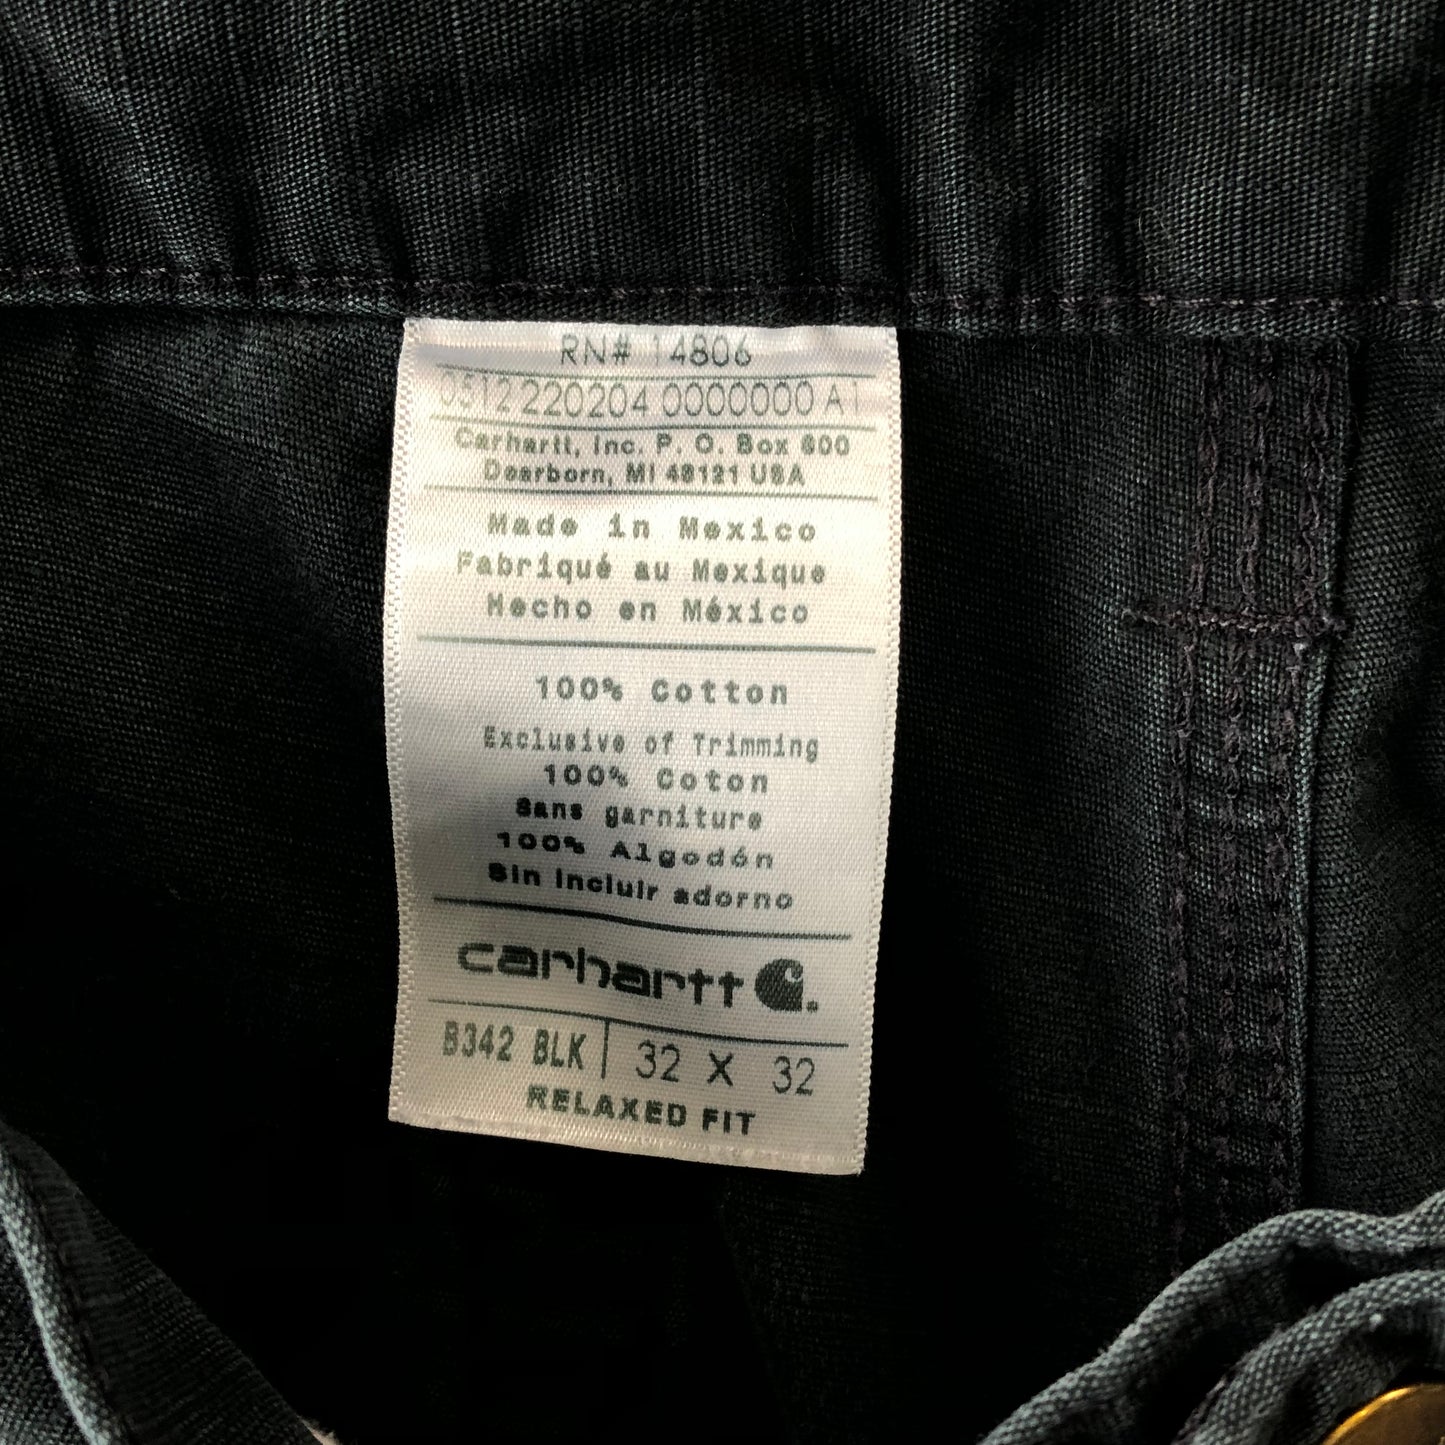 RN# 14806
0512 220204 0000000 A1
Carhartt, Inc. P. O. Box 600
Dearborn, MI 48121 USA
Made in Mexico
Fabriqué au Mexique
Hecho en México
100% Cotton
Exclusive of Trimming
100% Coton
Sans garniture
100% Algodón
Sin incluir adorno
carhartt
B342 BLK 32 X 32
RELAXED FIT